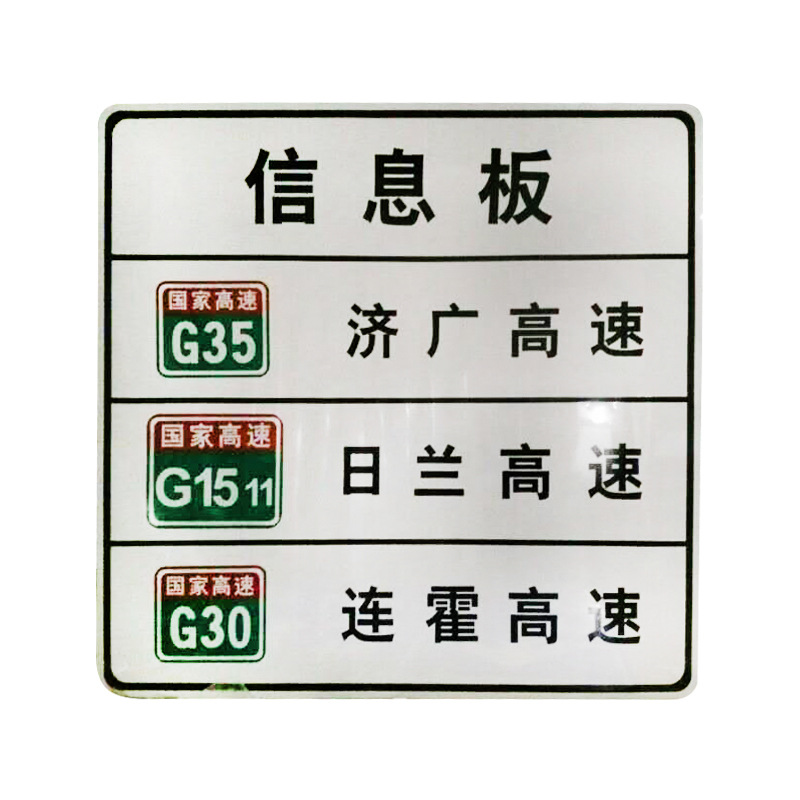 信息板
国家高速
G35
济广高速
国家高速
G1511
日兰高速
国家高速
G30
连霍高速